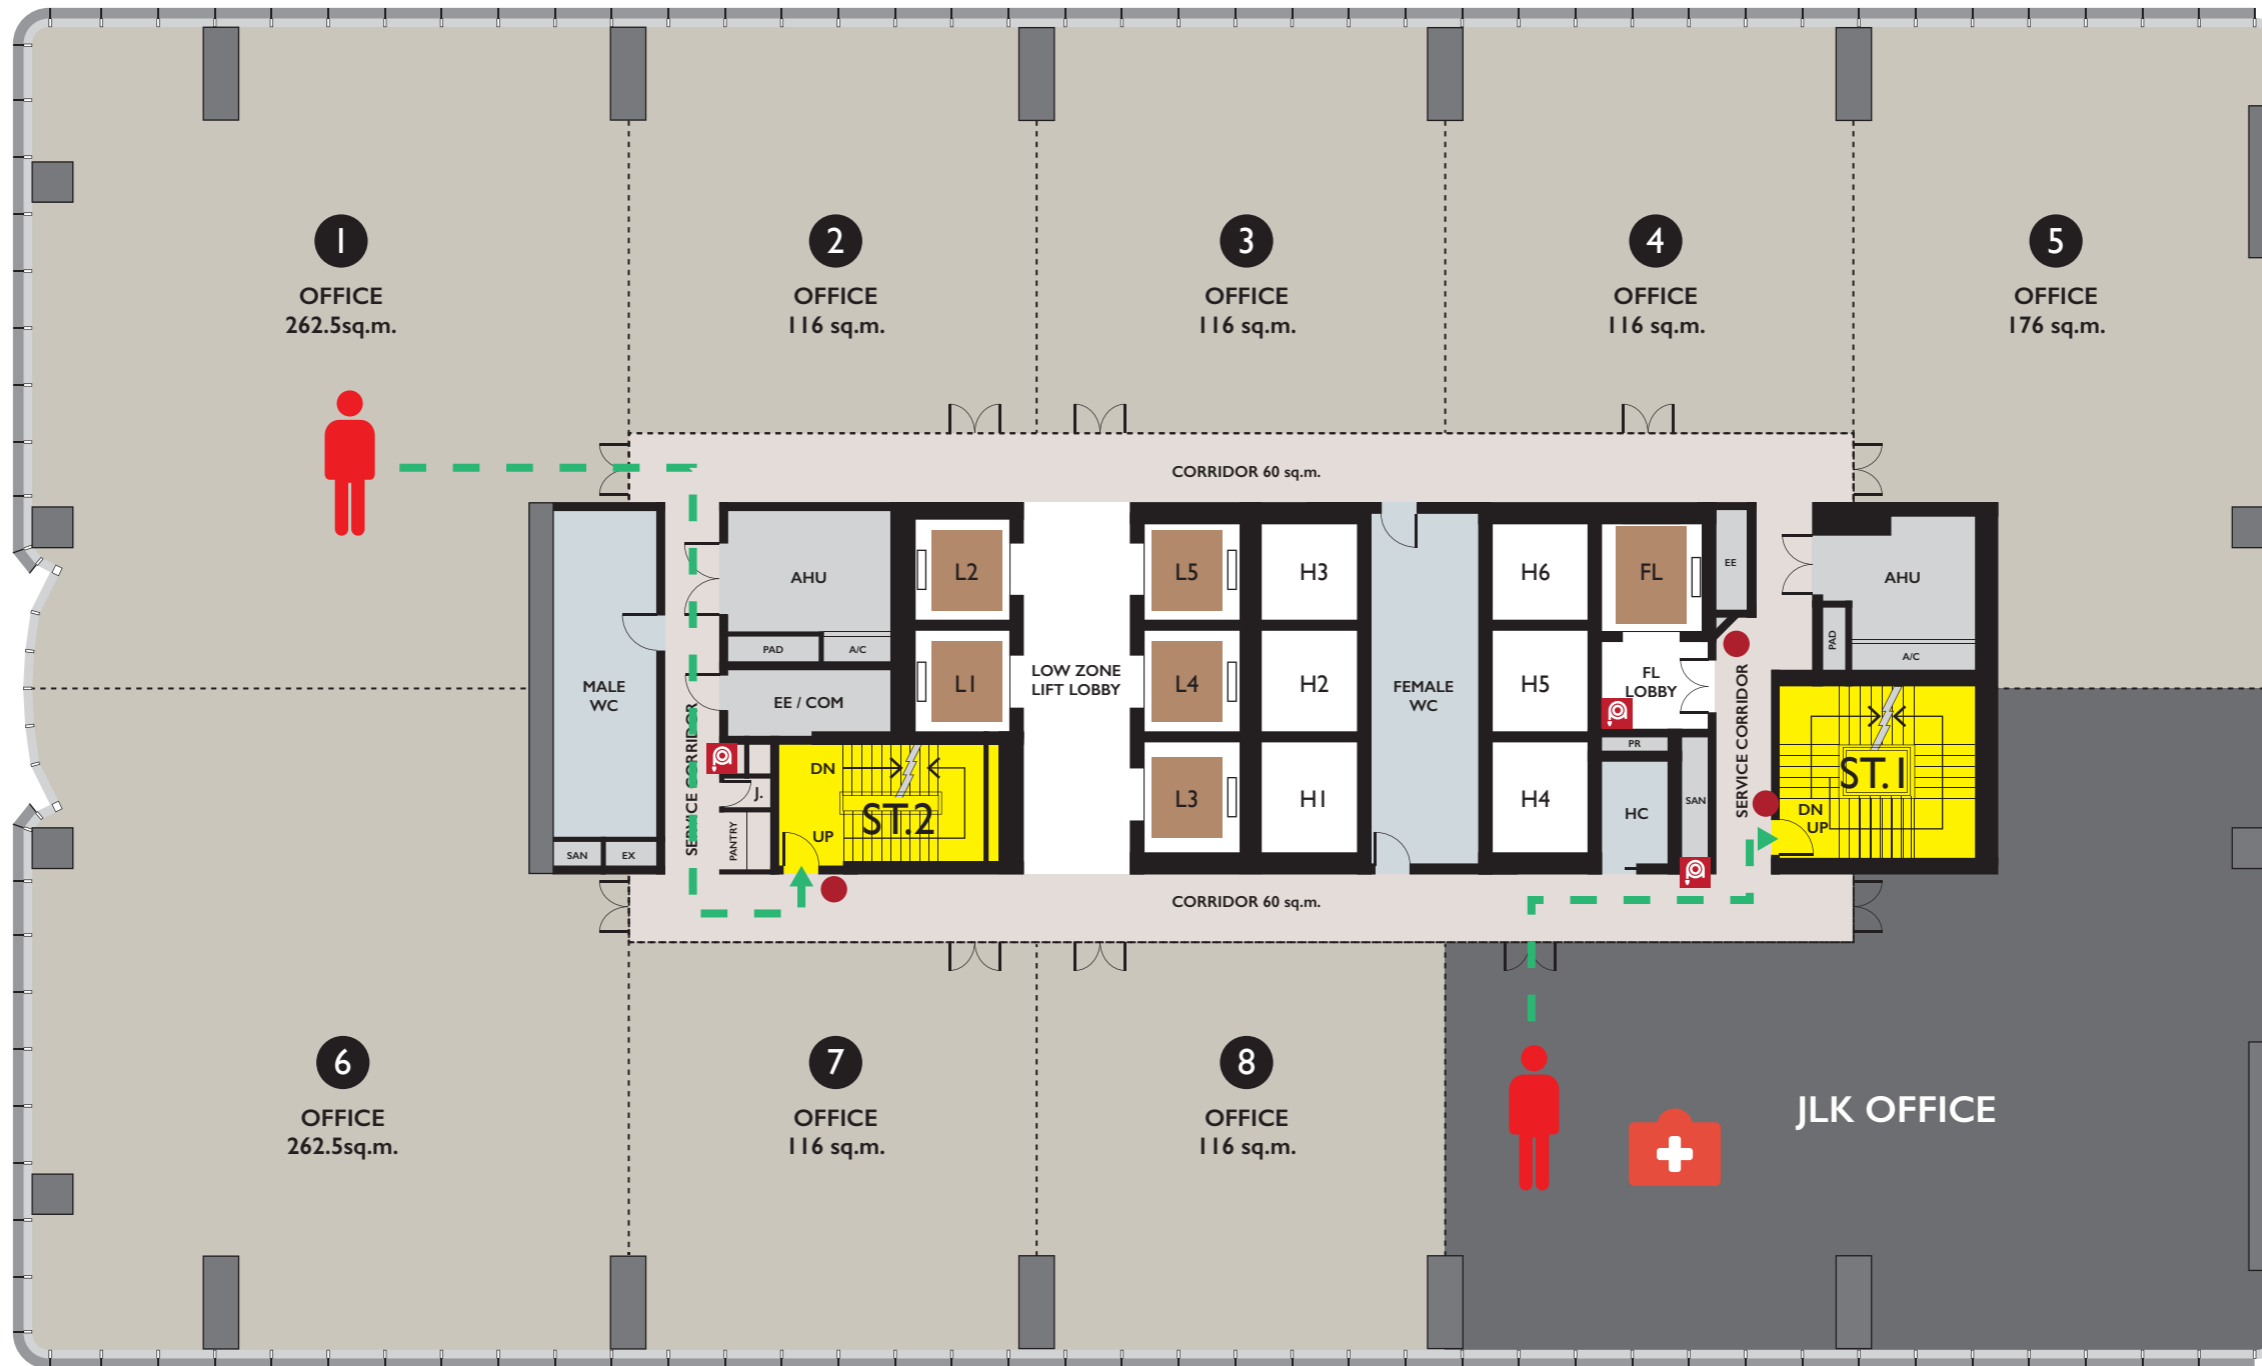 1
OFFICE
262.5sq.m.
2
OFFICE
116 sq.m.
3
OFFICE
116 sq.m.
4
OFFICE
116 sq.m.
5
OFFICE
176 sq.m.
CORRIDOR 60 sq.m.
MALE
WC
SAN
EX
SERVICE CORRIDOR
AHU
PAD
A/C
EE / COM
J.
PANTRY
DN
UP
ST.2
L2
L1
LOW ZONE
LIFT LOBBY
L5
L4
L3
H3
H2
H1
FEMALE
WC
H6
H5
H4
FL
EE
FL
LOBBY
PR
HC
SAN
SERVICE CORRIDOR
AHU
PAD
A/C
ST.1
DN
UP
CORRIDOR 60 sq.m.
6
OFFICE
262.5sq.m.
7
OFFICE
116 sq.m.
8
OFFICE
116 sq.m.
JLK OFFICE